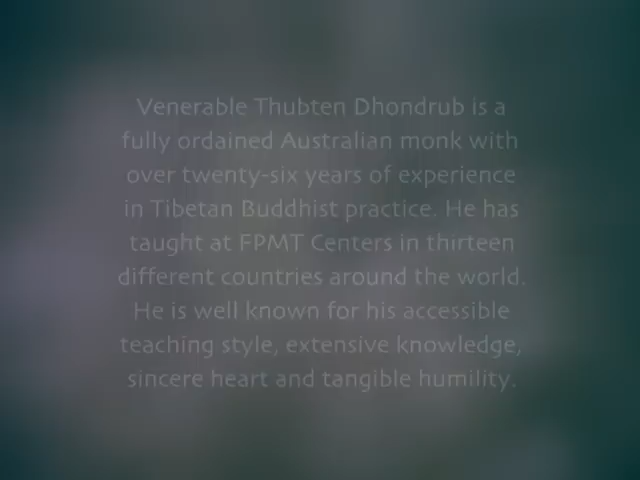 Venerable Thubten Dhondrub is a
fully ordained Australian monk with
over twenty-six years of experience
in Tibetan Buddhist practice. He has
taught at FPMT Centers in thirteen
different countries around the world.
He is well known for his accessible
teaching style, extensive knowledge,
sincere heart and tangible humility.